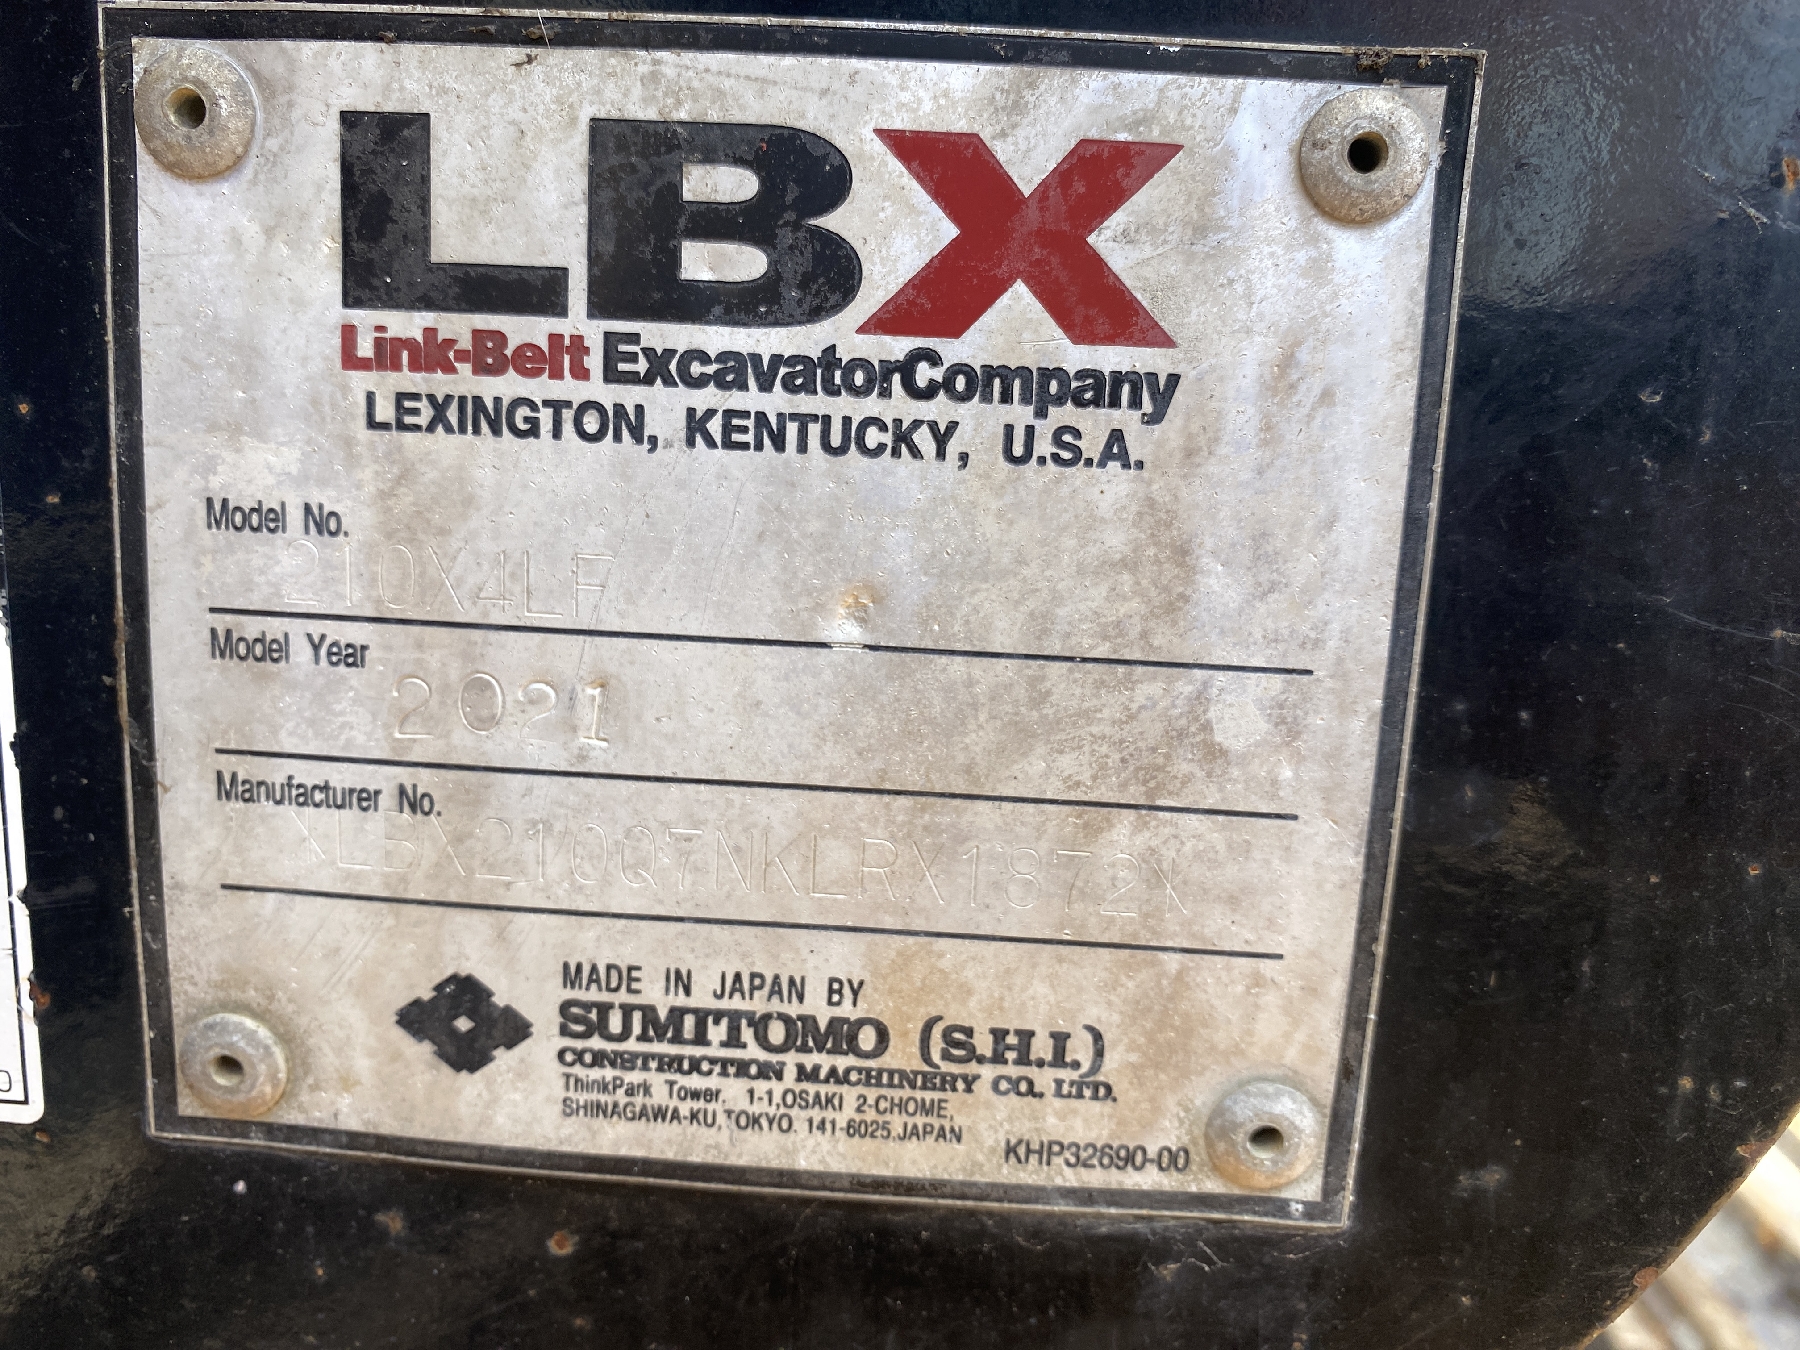 LBX
Link-Belt ExcavatorCompany
LEXINGTON, KENTUCKY, U.S.A.
Model No.
210X4LF
Model Year
2021
Manufacturer No.
XLBX210Q7NKLRX1872X
MADE IN JAPAN BY
SUMITOMO (S.H.I.)
CONSTRUCTION MACHINERY CO., LTD.
ThinkPark Tower, 1-1,OSAKI 2-CHOME,
SHINAGAWA-KU,TOKYO. 141-6025,JAPAN
KHP32690-00